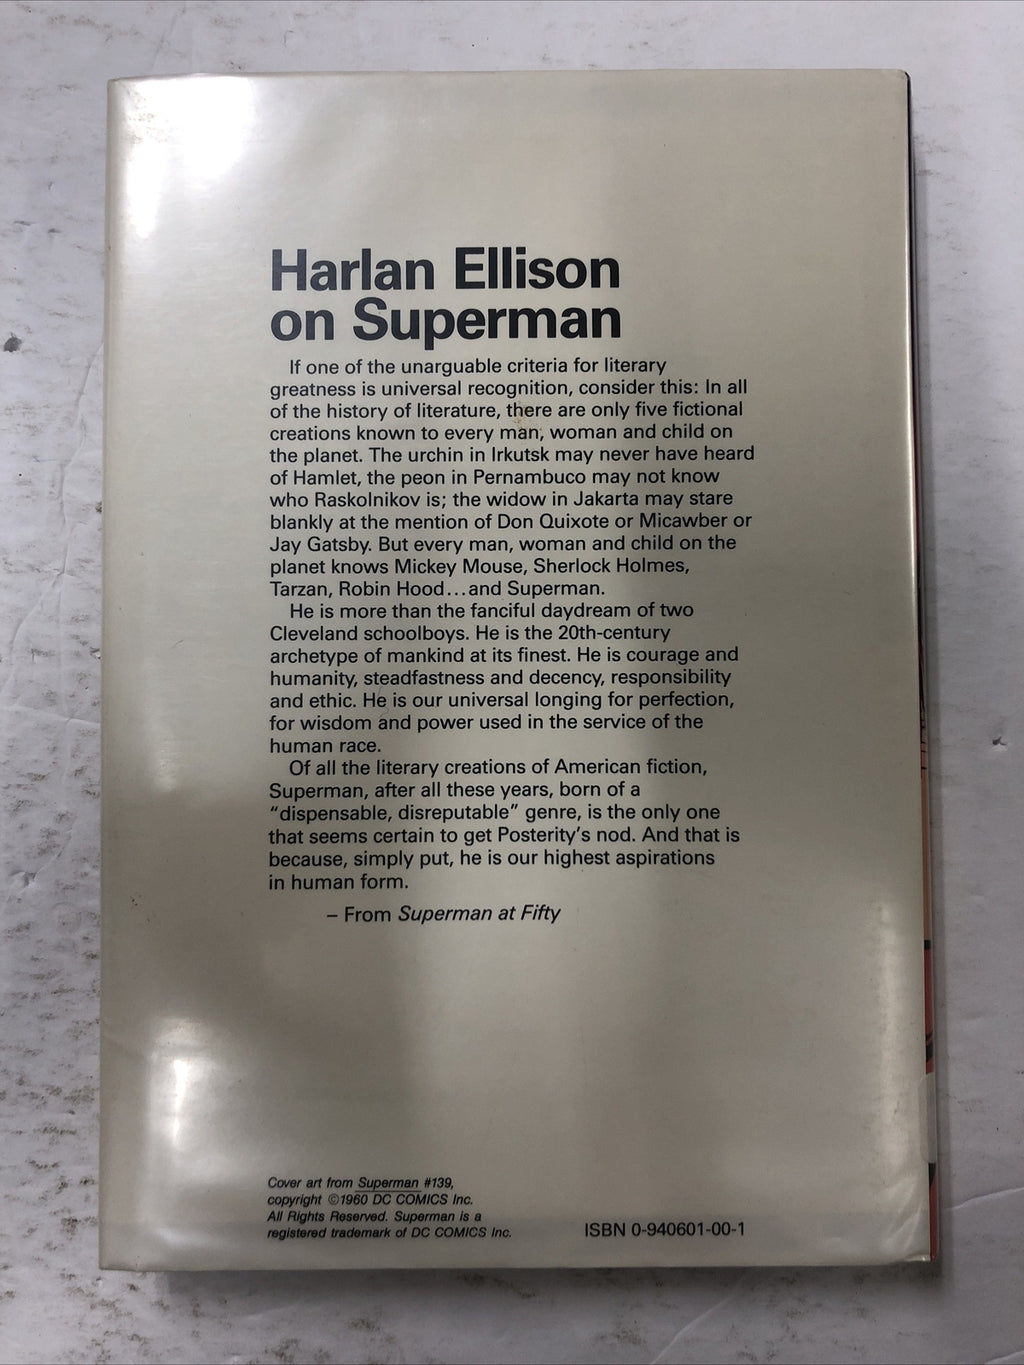 Harlan Ellison
on Superman
If one of the unarguable criteria for literary
greatness is universal recognition, consider this: In all
of the history of literature, there are only five fictional
creations known to every man, woman and child on
the planet. The urchin in Irkutsk may never have heard
of Hamlet, the peon in Pernambuco may not know
who Raskolnikov is; the widow in Jakarta may stare
blankly at the mention of Don Quixote or Micawber or
Jay Gatsby. But every man, woman and child on the
planet knows Mickey Mouse, Sherlock Holmes,
Tarzan, Robin Hood...and Superman.
He is more than the fanciful daydream of two
Cleveland schoolboys. He is the 20th-century
archetype of mankind at its finest. He is courage and
humanity, steadfastness and decency, responsibility
and ethic. He is our universal longing for perfection,
for wisdom and power used in the service of the
human race.
Of all the literary creations of American fiction,
Superman, after all these years, born of a
“dispensable, disreputable” genre, is the only one
that seems certain to get Posterity’s nod. And that is
because, simply put, he is our highest aspirations
in human form.
– From Superman at Fifty
Cover art from Superman #139,
copyright ©1960 DC COMICS Inc.
All Rights Reserved. Superman is a
registered trademark of DC COMICS Inc.
ISBN 0-940601-00-1